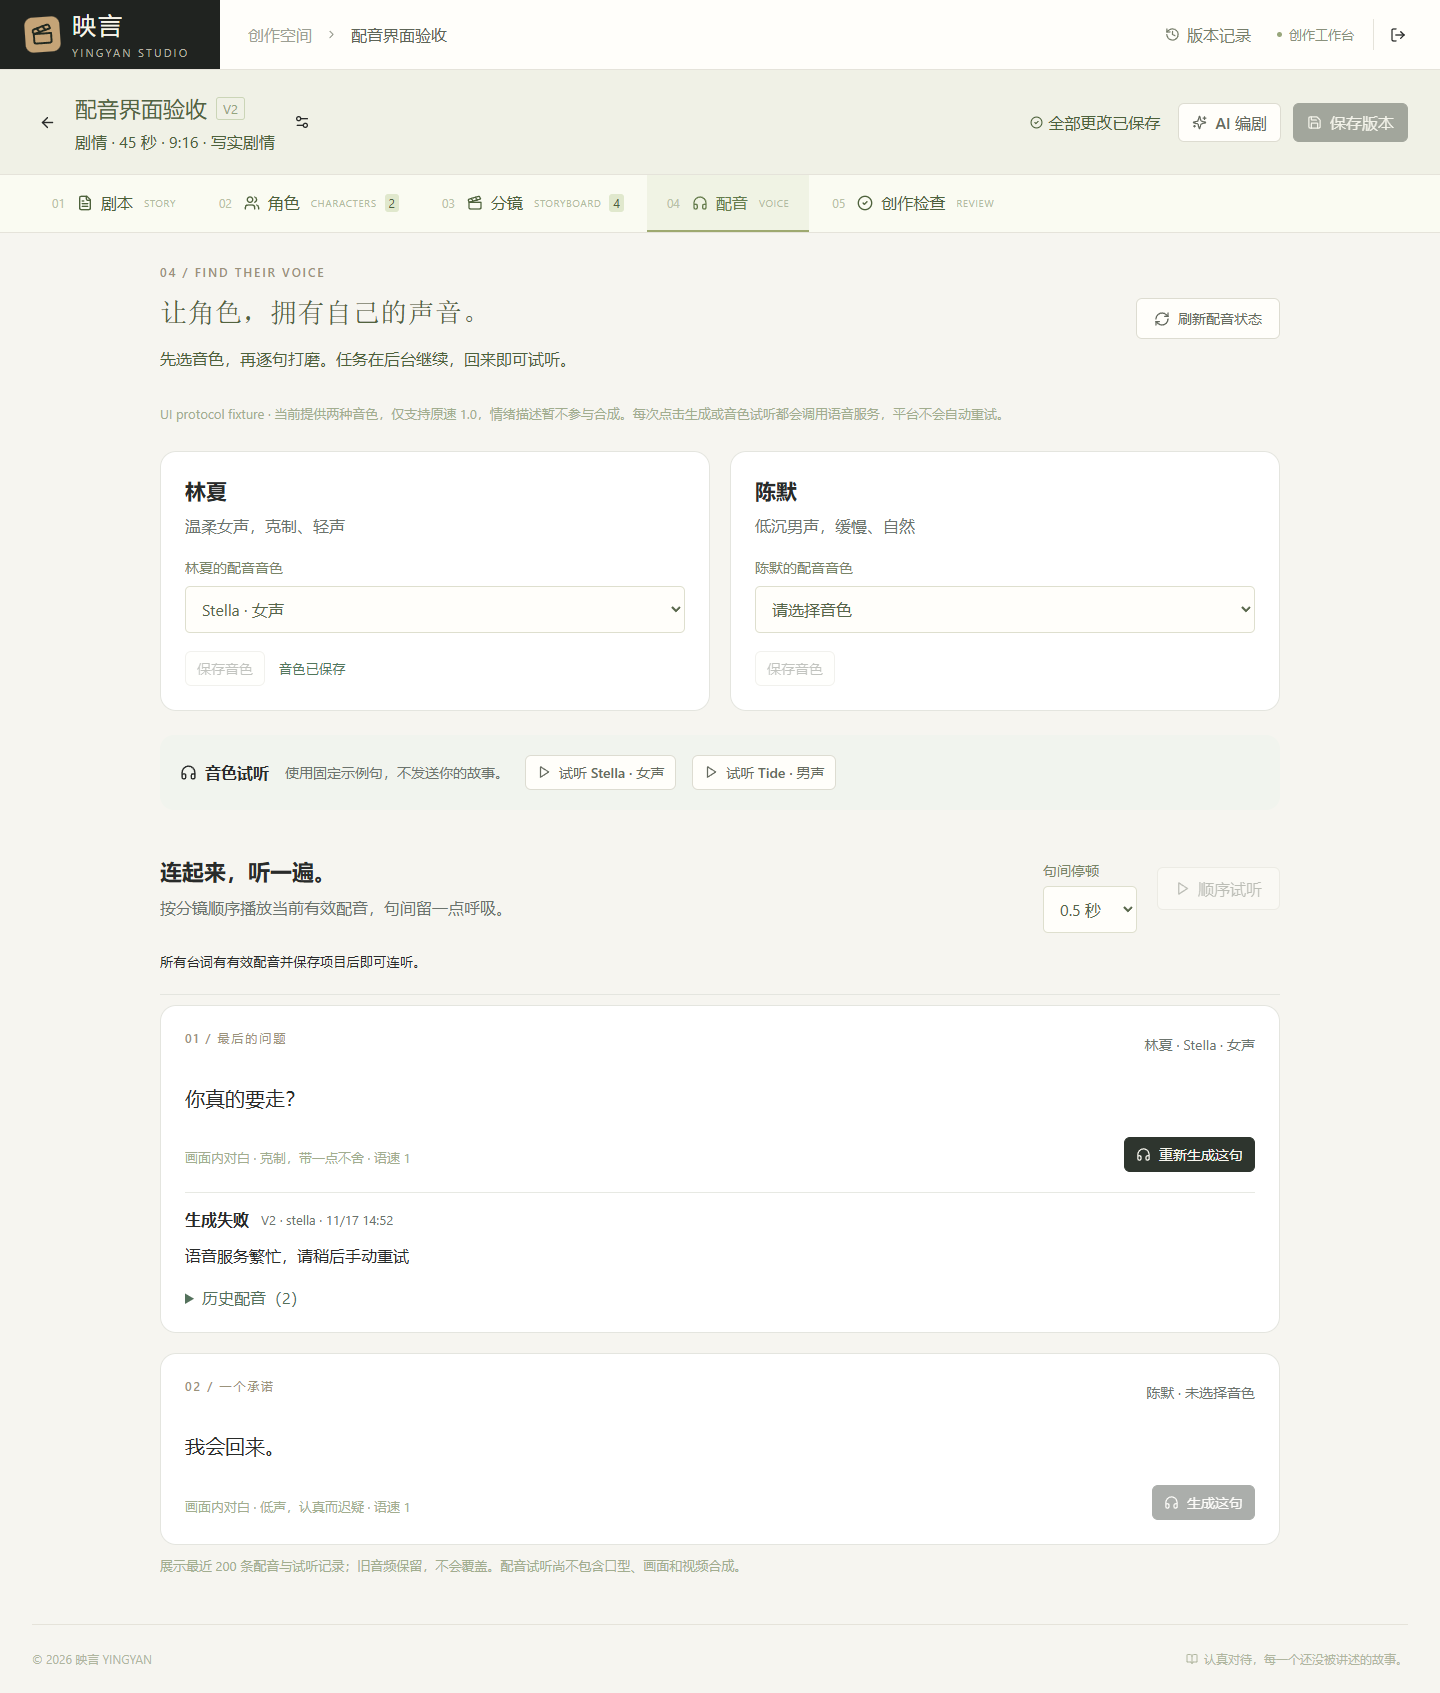 映言
YINGYAN STUDIO
创作空间 › 配音界面验收
版本记录
创作工作台
配音界面验收 V2
剧情 · 45 秒 · 9:16 · 写实剧情
全部更改已保存
AI 编剧
保存版本
01 剧本 STORY
02 角色 CHARACTERS 2
03 分镜 STORYBOARD 4
04 配音 VOICE
05 创作检查 REVIEW
04 / FIND THEIR VOICE
让角色，拥有自己的声音。
刷新配音状态
先选音色，再逐句打磨。任务在后台继续，回来即可试听。
UI protocol fixture · 当前提供两种音色，仅支持原速 1.0，情绪描述暂不参与合成。每次点击生成或音色试听都会调用语音服务，平台不会自动重试。
林夏
温柔女声，克制、轻声
林夏的配音音色
Stella · 女声
保存音色 音色已保存
陈默
低沉男声，缓慢、自然
陈默的配音音色
请选择音色
保存音色
音色试听 使用固定示例句，不发送你的故事。 试听 Stella · 女声 试听 Tide · 男声
连起来，听一遍。
按分镜顺序播放当前有效配音，句间留一点呼吸。
句间停顿
0.5 秒
顺序试听
所有台词有有效配音并保存项目后即可连听。
01 / 最后的问题
林夏 · Stella · 女声
你真的要走？
画面内对白 · 克制，带一点不舍 · 语速 1
重新生成这句
生成失败 V2 · stella · 11/17 14:52
语音服务繁忙，请稍后手动重试
历史配音（2）
02 / 一个承诺
陈默 · 未选择音色
我会回来。
画面内对白 · 低声，认真而迟疑 · 语速 1
生成这句
展示最近 200 条配音与试听记录；旧音频保留，不会覆盖。配音试听尚不包含口型、画面和视频合成。
© 2026 映言 YINGYAN
认真对待，每一个还没被讲述的故事。